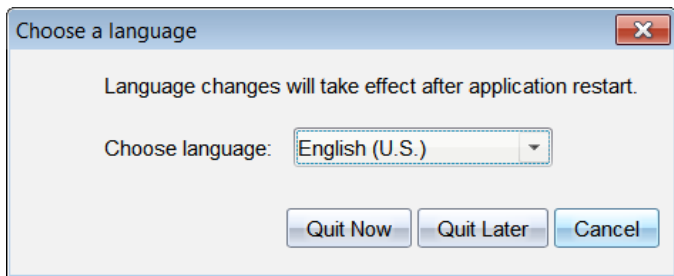 Choose a language
Language changes will take effect after application restart.
Choose language: English (U.S.)
Quit Now Quit Later Cancel